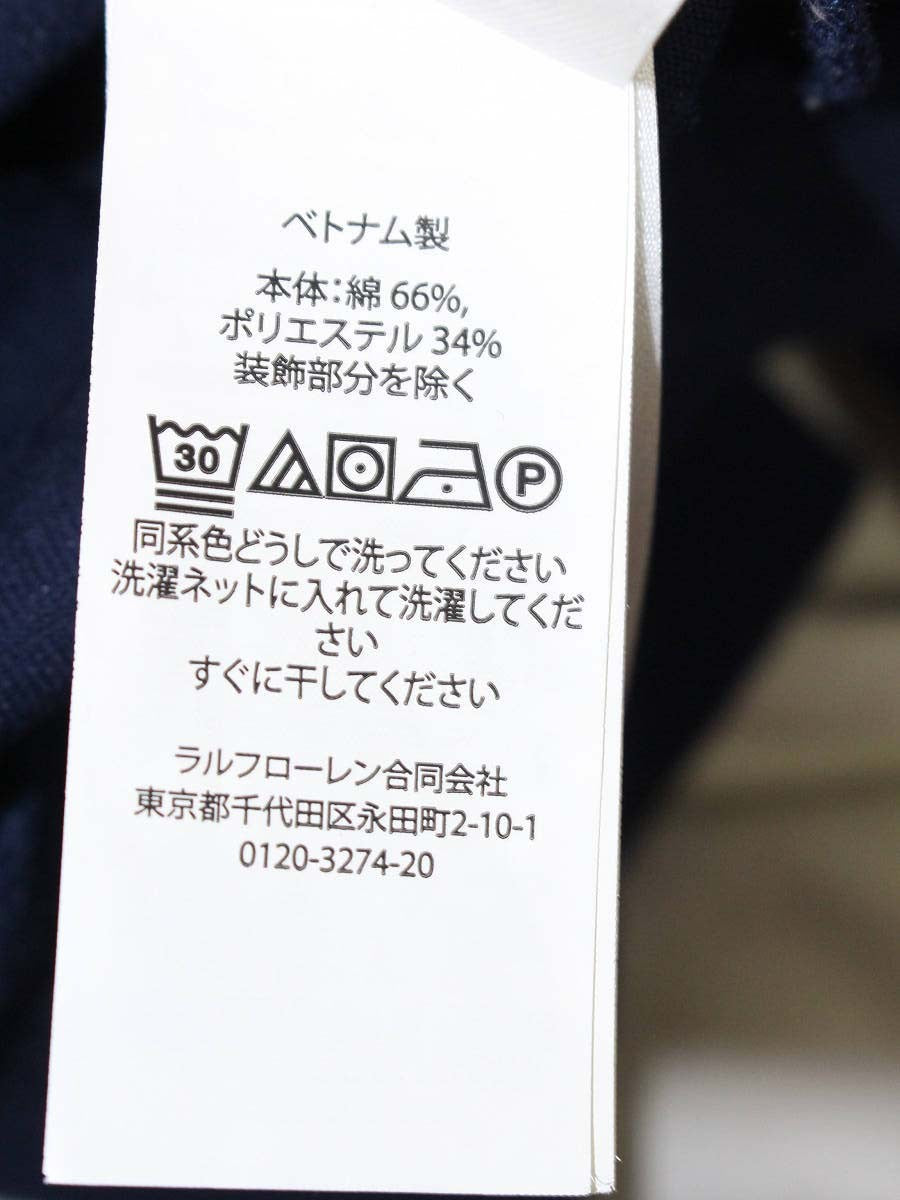 ベトナム製
本体:綿 66%,
ポリエステル 34%
装飾部分を除く
30 P
同系色どうしで洗ってください
洗濯ネットに入れて洗濯してくだ
さい
すぐに干してください
ラルフローレン合同会社
東京都千代田区永田町2-10-1
0120-3274-20